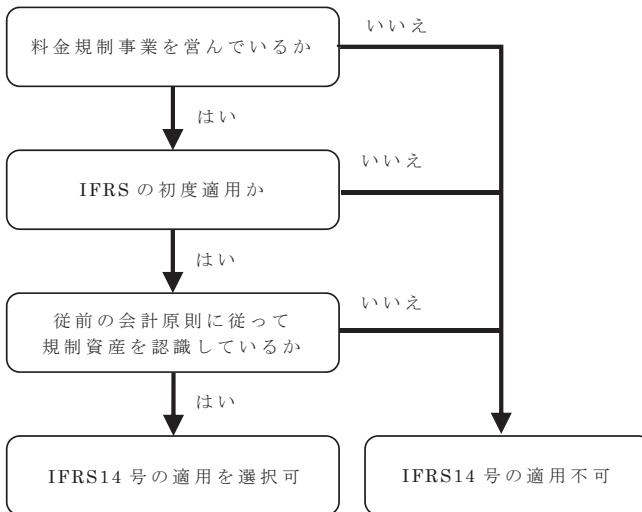 料金規制事業を営んでいるか
いいえ
はい
IFRSの初度適用か
いいえ
はい
従前の会計原則に従って
規制資産を認識しているか
いいえ
はい
IFRS14号の適用を選択可
IFRS14号の適用不可